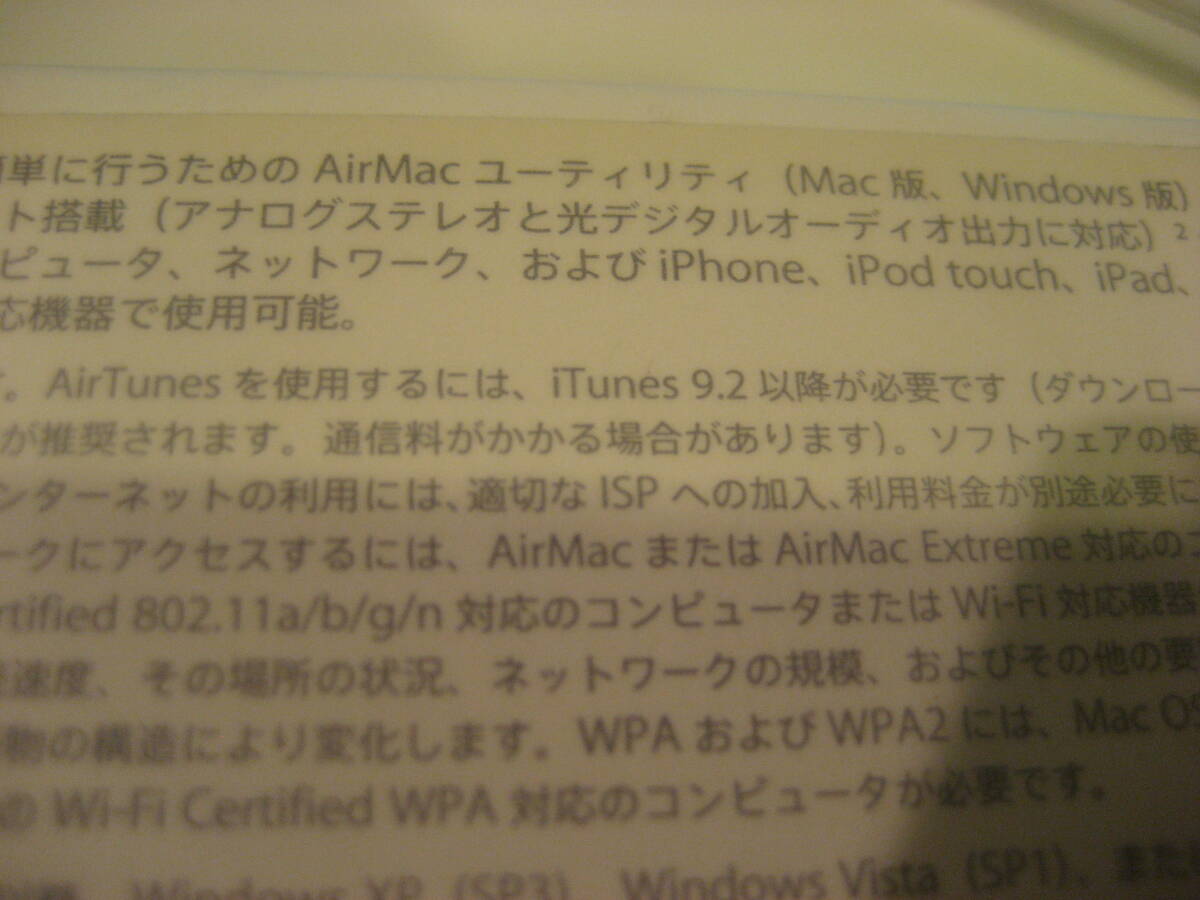 簡単に行うための AirMac ユーティリティ（Mac 版、Windows 版）
ト搭載（アナログステレオと光デジタルオーディオ出力に対応）²
ピュータ、ネットワーク、および iPhone、iPod touch、iPad、
応機器で使用可能。
。AirTunes を使用するには、iTunes 9.2 以降が必要です（ダウンロー
が推奨されます。通信料がかかる場合があります）。ソフトウェアの使
ンターネットの利用には、適切な ISP への加入、利用料金が別途必要に
ークにアクセスするには、AirMac または AirMac Extreme 対応のコ
ertified 802.11a/b/g/n 対応のコンピュータまたは Wi-Fi 対応機器
速度、その場所の状況、ネットワークの規模、およびその他の要
物の構造により変化します。WPA および WPA2 には、Mac OS
の Wi-Fi Certified WPA 対応のコンピュータが必要です。
Windows XP（SP3）、Windows Vista（SP1）、また